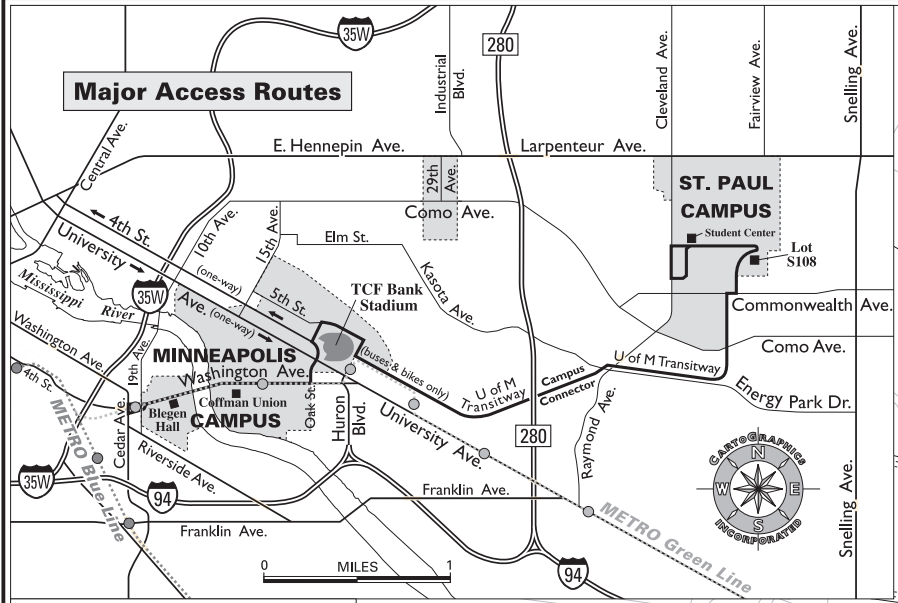 Major Access Routes
35W
280
Industrial
Blvd.
Cleveland Ave.
Fairview Ave.
Snelling Ave.
Central Ave.
E. Hennepin Ave.
Larpenteur Ave.
29th
Ave.
Como Ave.
ST. PAUL
CAMPUS
Student Center
Lot
S108
4th St.
University
Ave.
(one-way)
10th Ave.
(one-way)
15th Ave.
Elm St.
Kasota Ave.
5th St.
TCF Bank
Stadium
(buses & bikes only)
Mississippi
River
35W
Commonwealth Ave.
Como Ave.
U of M Transitway
Energy Park Dr.
Washington Ave.
4th St.
MINNEAPOLIS
Washington Ave.
CAMPUS
Coffman Union
Blegen
Hall
19th Ave.
Oak St.
Huron
Blvd.
U of M
Transitway
Campus
Connector
University Ave.
280
Raymond Ave.
Cedar Ave.
Riverside Ave.
METRO Blue Line
35W
94
Franklin Ave.
Franklin Ave.
METRO Green Line
94
0
MILES
1
CARTOGRAPHICS
N
W
E
S
INCORPORATED
Snelling Ave.